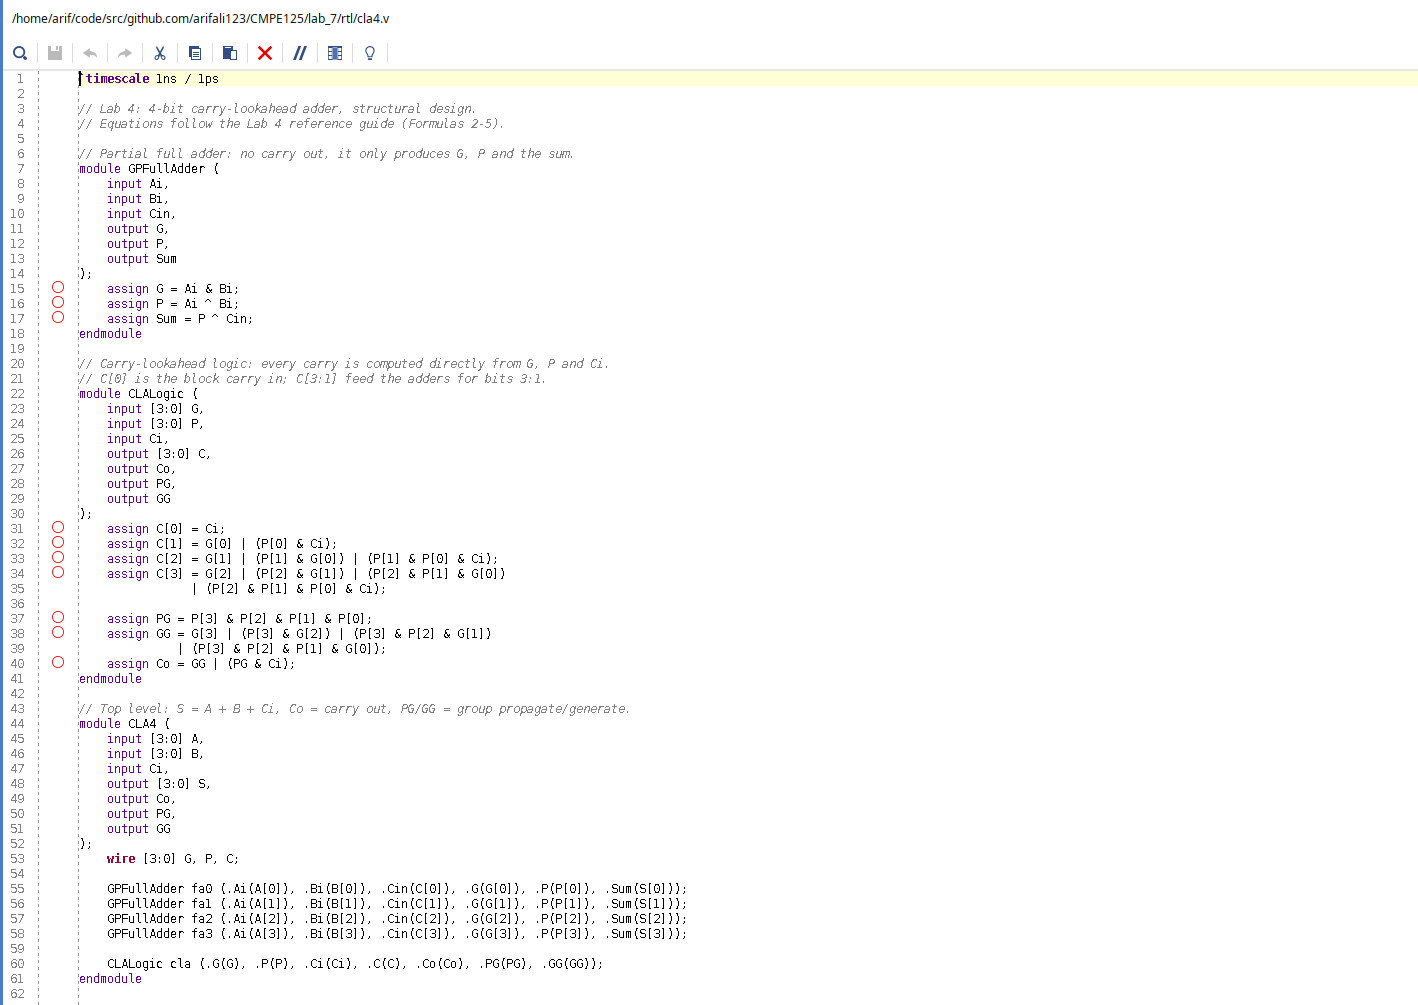 /home/arif/code/src/github.com/arifali123/CMPE125/lab_7/rtl/cla4.v
1 `timescale 1ns / 1ps
2
3 // Lab 4: 4-bit carry-lookahead adder, structural design.
4 // Equations follow the Lab 4 reference guide (Formulas 2-5).
5
6 // Partial full adder: no carry out, it only produces G, P and the sum.
7 module GPFullAdder (
8     input Ai,
9     input Bi,
10     input Cin,
11     output G,
12     output P,
13     output Sum
14 );
15     assign G = Ai & Bi;
16     assign P = Ai ^ Bi;
17     assign Sum = P ^ Cin;
18 endmodule
19
20 // Carry-lookahead logic: every carry is computed directly from G, P and Ci.
21 // C[0] is the block carry in; C[3:1] feed the adders for bits 3:1.
22 module CLALogic (
23     input [3:0] G,
24     input [3:0] P,
25     input Ci,
26     output [3:0] C,
27     output Co,
28     output PG,
29     output GG
30 );
31     assign C[0] = Ci;
32     assign C[1] = G[0] | (P[0] & Ci);
33     assign C[2] = G[1] | (P[1] & G[0]) | (P[1] & P[0] & Ci);
34     assign C[3] = G[2] | (P[2] & G[1]) | (P[2] & P[1] & G[0])
35                 | (P[2] & P[1] & P[0] & Ci);
36
37     assign PG = P[3] & P[2] & P[1] & P[0];
38     assign GG = G[3] | (P[3] & G[2]) | (P[3] & P[2] & G[1])
39               | (P[3] & P[2] & P[1] & G[0]);
40     assign Co = GG | (PG & Ci);
41 endmodule
42
43 // Top level: S = A + B + Ci, Co = carry out, PG/GG = group propagate/generate.
44 module CLA4 (
45     input [3:0] A,
46     input [3:0] B,
47     input Ci,
48     output [3:0] S,
49     output Co,
50     output PG,
51     output GG
52 );
53     wire [3:0] G, P, C;
54
55     GPFullAdder fa0 (.Ai(A[0]), .Bi(B[0]), .Cin(C[0]), .G(G[0]), .P(P[0]), .Sum(S[0]));
56     GPFullAdder fa1 (.Ai(A[1]), .Bi(B[1]), .Cin(C[1]), .G(G[1]), .P(P[1]), .Sum(S[1]));
57     GPFullAdder fa2 (.Ai(A[2]), .Bi(B[2]), .Cin(C[2]), .G(G[2]), .P(P[2]), .Sum(S[2]));
58     GPFullAdder fa3 (.Ai(A[3]), .Bi(B[3]), .Cin(C[3]), .G(G[3]), .P(P[3]), .Sum(S[3]));
59
60     CLALogic cla (.G(G), .P(P), .Ci(Ci), .C(C), .Co(Co), .PG(PG), .GG(GG));
61 endmodule
62